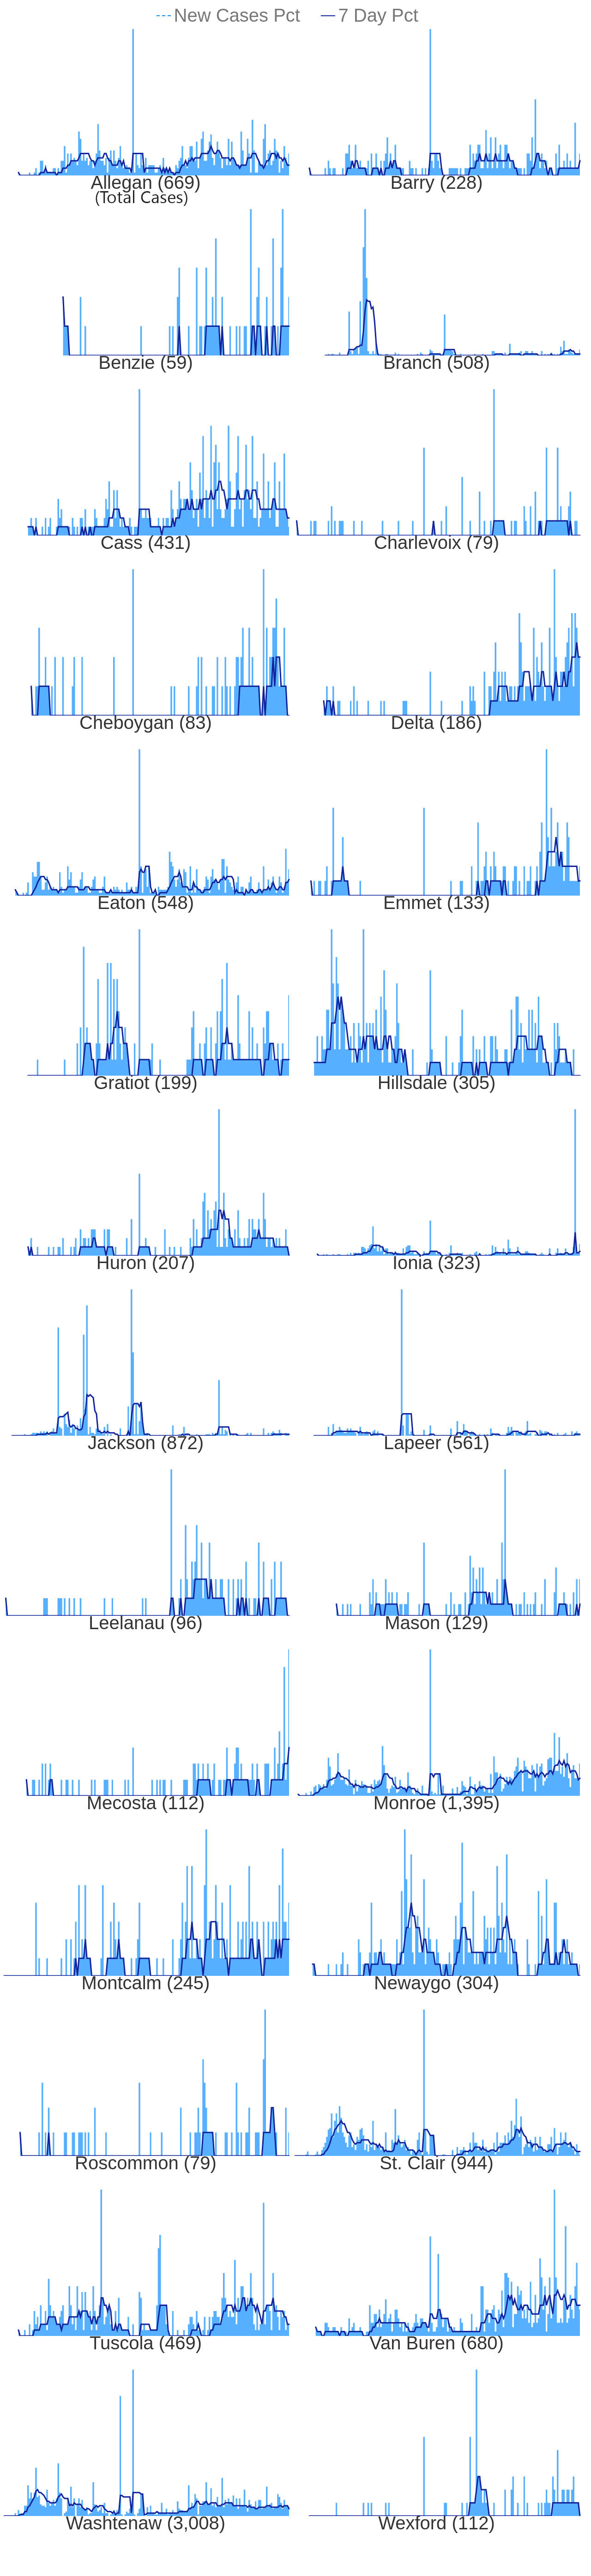 New Cases Pct 7 Day Pct
Allegan (669) Barry (228)
(Total Cases)
Benzie (59) Branch (508)
Cass (431) Charlevoix (79)
Cheboygan (83) Delta (186)
Eaton (548) Emmet (133)
Gratiot (199) Hillsdale (305)
Huron (207) Ionia (323)
Jackson (872) Lapeer (561)
Leelanau (96) Mason (129)
Mecosta (112) Monroe (1,395)
Montcalm (245) Newaygo (304)
Roscommon (79) St. Clair (944)
Tuscola (469) Van Buren (680)
Washtenaw (3,008) Wexford (112)